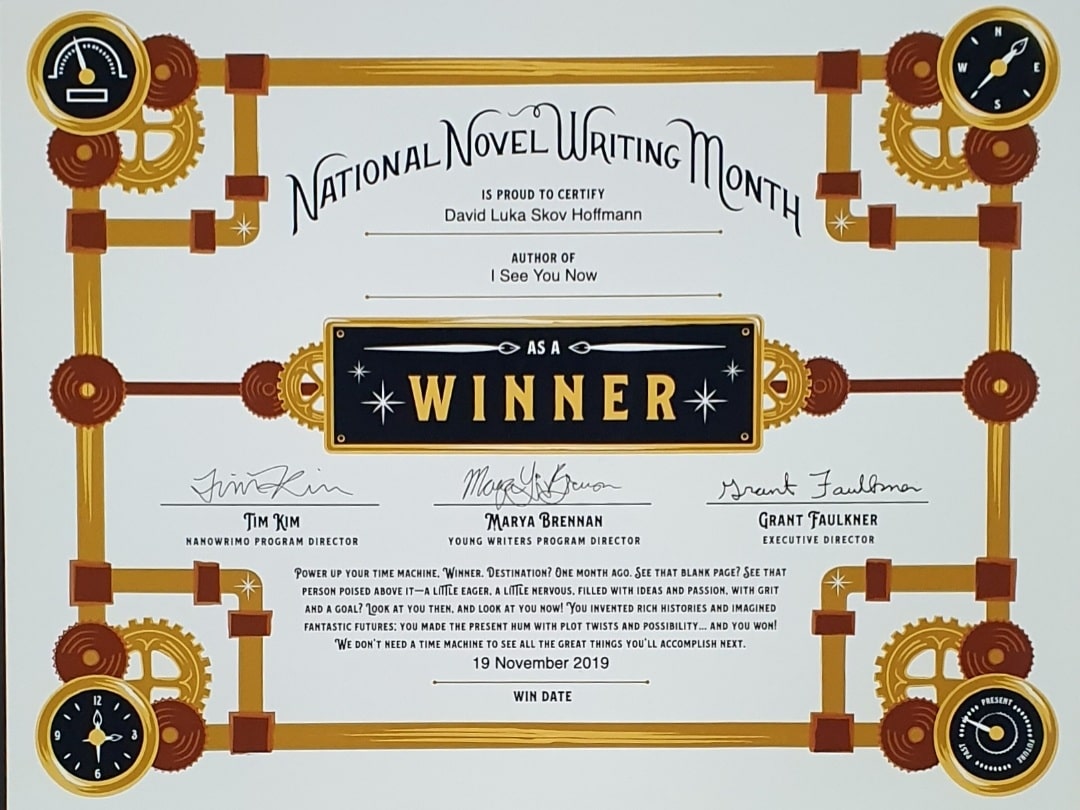 N
W E
S
NATIONAL NOVEL WRITING MONTH
IS PROUD TO CERTIFY
David Luka Skov Hoffmann
AUTHOR OF
I See You Now
AS A
WINNER
Tim Kim Marya Brennan Grant Faulkner
TIM KIM MARYA BRENNAN GRANT FAULKNER
NANOWRIMO PROGRAM DIRECTOR YOUNG WRITERS PROGRAM DIRECTOR EXECUTIVE DIRECTOR
POWER UP YOUR TIME MACHINE, WINNER. DESTINATION? ONE MONTH AGO. SEE THAT BLANK PAGE? SEE THAT
PERSON POISED ABOVE IT—A LITTLE EAGER, A LITTLE NERVOUS, FILLED WITH IDEAS AND PASSION, WITH GRIT
AND A GOAL? LOOK AT YOU THEN, AND LOOK AT YOU NOW! YOU INVENTED RICH HISTORIES AND IMAGINED
FANTASTIC FUTURES; YOU MADE THE PRESENT HUM WITH PLOT TWISTS AND POSSIBILITY... AND YOU WON!
WE DON'T NEED A TIME MACHINE TO SEE ALL THE GREAT THINGS YOU'LL ACCOMPLISH NEXT.
19 November 2019
WIN DATE
12
9 3
6
PRESENT
PAST FUTURE